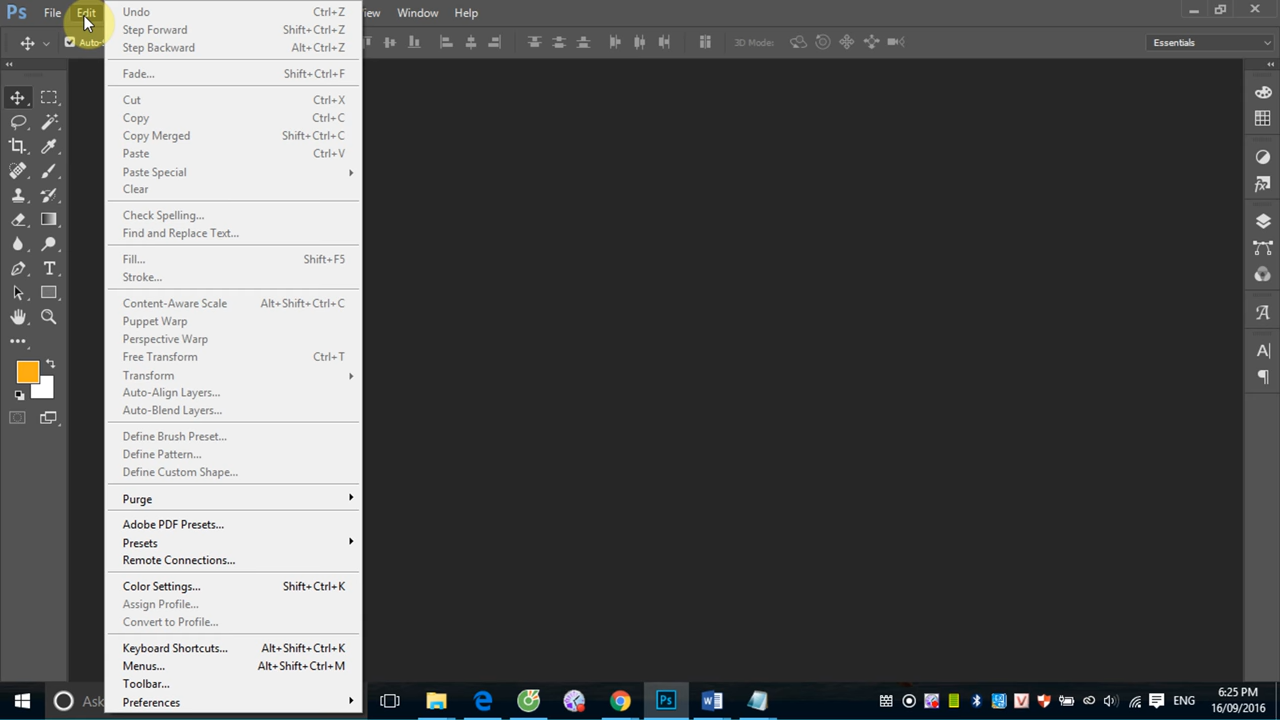 Ps File Edit View Window Help
Auto-
3D Mode:
Essentials
Undo Ctrl+Z
Step Forward Shift+Ctrl+Z
Step Backward Alt+Ctrl+Z
Fade... Shift+Ctrl+F
Cut Ctrl+X
Copy Ctrl+C
Copy Merged Shift+Ctrl+C
Paste Ctrl+V
Paste Special
Clear
Check Spelling...
Find and Replace Text...
Fill... Shift+F5
Stroke...
Content-Aware Scale Alt+Shift+Ctrl+C
Puppet Warp
Perspective Warp
Free Transform Ctrl+T
Transform
Auto-Align Layers...
Auto-Blend Layers...
Define Brush Preset...
Define Pattern...
Define Custom Shape...
Purge
Adobe PDF Presets...
Presets
Remote Connections...
Color Settings... Shift+Ctrl+K
Assign Profile...
Convert to Profile...
Keyboard Shortcuts... Alt+Shift+Ctrl+K
Menus... Alt+Shift+Ctrl+M
Toolbar...
Preferences
Ask
ENG
6:25 PM
16/09/2016